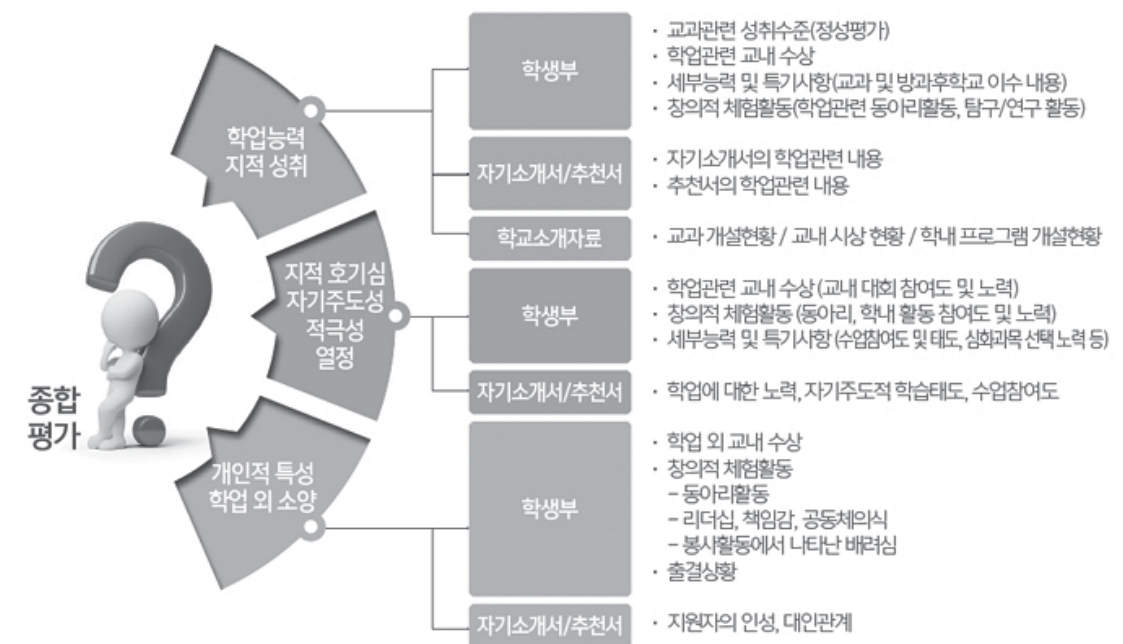 종합
평가
학업능력
지적 성취
학생부
· 교과관련 성취수준(정성평가)
· 학업관련 교내 수상
· 세부능력 및 특기사항(교과 및 방과후학교 이수 내용)
· 창의적 체험활동(학업관련 동아리활동, 탐구/연구 활동)
자기소개서/추천서
· 자기소개서의 학업관련 내용
· 추천서의 학업관련 내용
학교소개자료
· 교과 개설현황 / 교내 시상 현황 / 학내 프로그램 개설현황
지적 호기심
자기주도성
적극성
열정
학생부
· 학업관련 교내 수상 (교내 대회 참여도 및 노력)
· 창의적 체험활동 (동아리, 학내 활동 참여도 및 노력)
· 세부능력 및 특기사항 (수업참여도 및 태도, 심화과목 선택 노력 등)
자기소개서/추천서
· 학업에 대한 노력, 자기주도적 학습태도, 수업참여도
개인적 특성
학업 외 소양
학생부
· 학업 외 교내 수상
· 창의적 체험활동
– 동아리활동
– 리더십, 책임감, 공동체의식
– 봉사활동에서 나타난 배려심
· 출결상황
자기소개서/추천서
· 지원자의 인성, 대인관계